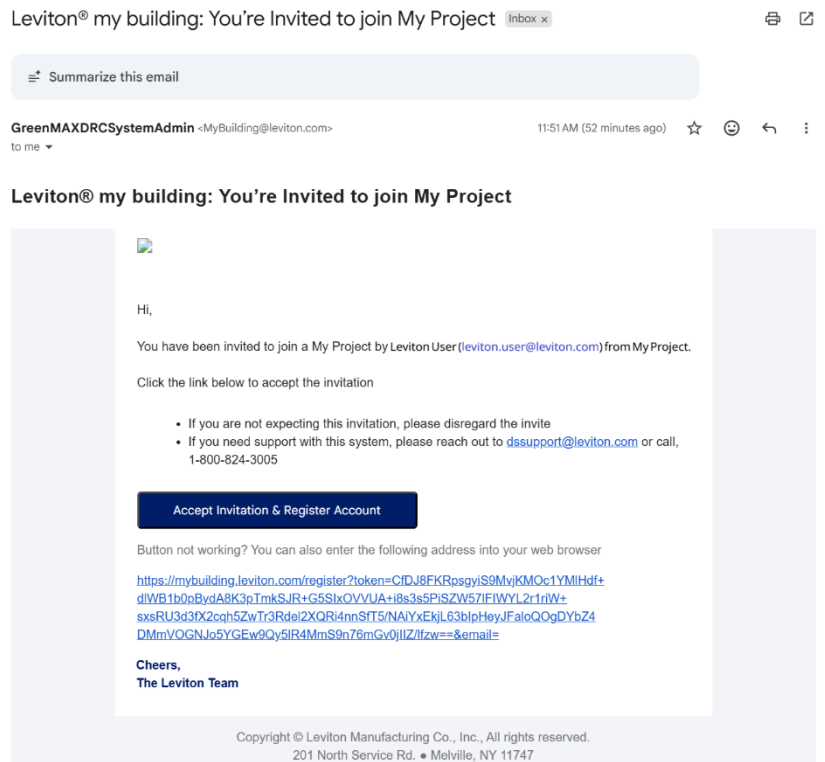 Leviton® my building: You’re Invited to join My Project Inbox ×
Summarize this email
GreenMAXDRCSystemAdmin <MyBuilding@leviton.com> 11:51 AM (52 minutes ago)
to me
Leviton® my building: You’re Invited to join My Project
Hi,
You have been invited to join a My Project by Leviton User (leviton.user@leviton.com) from My Project.
Click the link below to accept the invitation
• If you are not expecting this invitation, please disregard the invite
• If you need support with this system, please reach out to dssupport@leviton.com or call,
1-800-824-3005
Accept Invitation & Register Account
Button not working? You can also enter the following address into your web browser
https://mybuilding.leviton.com/register?token=CfDJ8FKRpsgyiS9MvjKMOc1YMlHdf+
dlWB1b0pBydA8K3pTmkSJR+G5SIxOVVUA+i8s3s5PiSZW57lFIWYL2r1riW+
sxsRU3d3fX2cqh5ZwTr3Rdel2XQRi4nnSfT5/NAiYxEkjL63bIpHeyJFaloQOgDYbZ4
DMmVOGNJo5YGEw9Qy5lR4MmS9n76mGv0jIIZ/lfzw==&email=
Cheers,
The Leviton Team
Copyright © Leviton Manufacturing Co., Inc., All rights reserved.
201 North Service Rd. ● Melville, NY 11747